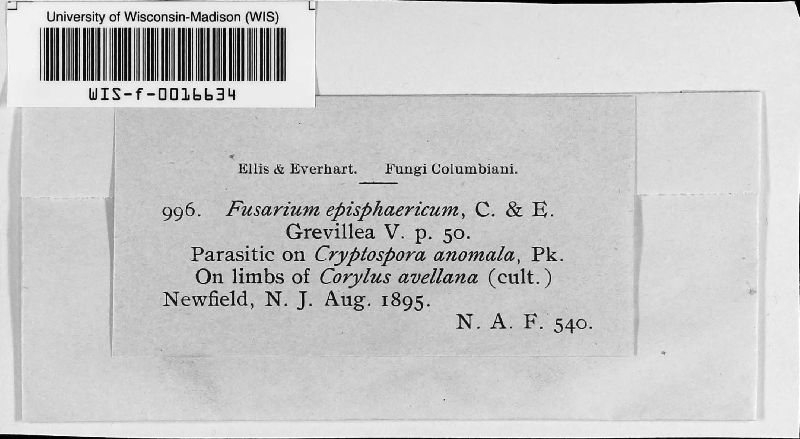 University of Wisconsin-Madison (WIS)
WIS-f-0016634
Ellis & Everhart. Fungi Columbiani.
996. Fusarium episphaericum, C. & E.
Grevillea V. p. 50.
Parasitic on Cryptospora anomala, Pk.
On limbs of Corylus avellana (cult.)
Newfield, N. J. Aug. 1895.
N. A. F. 540.